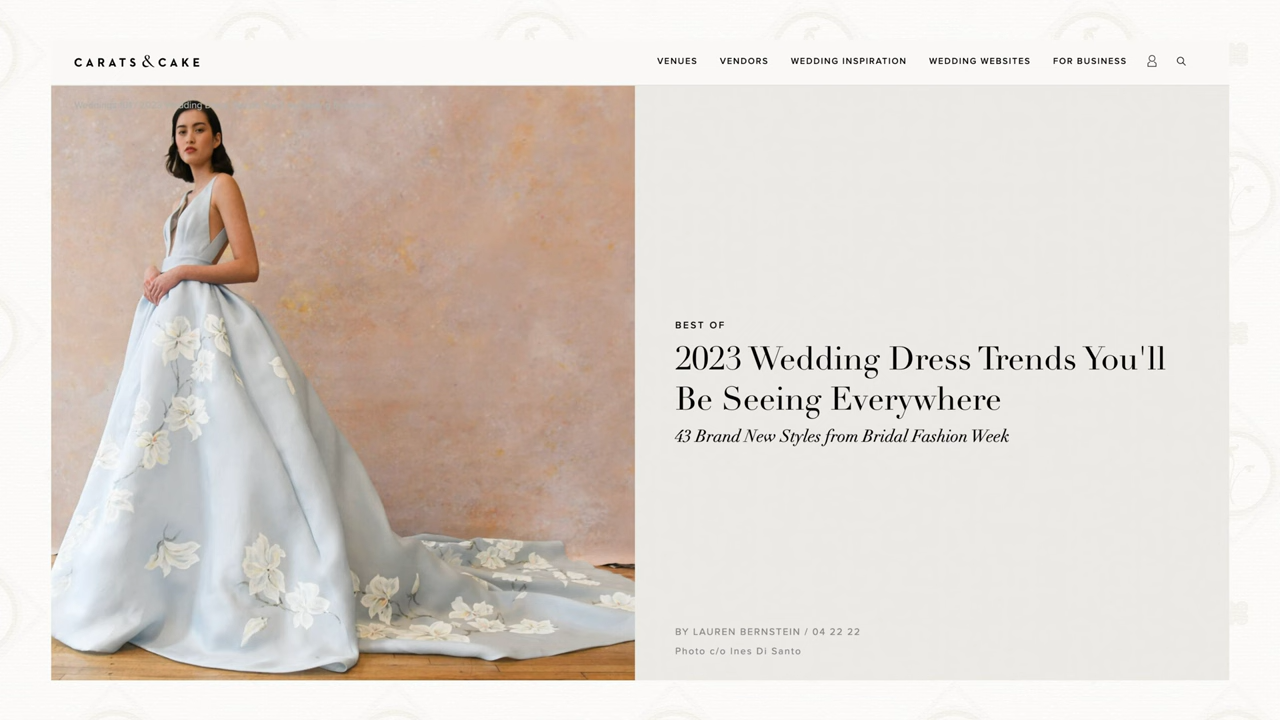 CARATS & CAKE
VENUES VENDORS WEDDING INSPIRATION WEDDING WEBSITES FOR BUSINESS
BEST OF
2023 Wedding Dress Trends You'll
Be Seeing Everywhere
43 Brand New Styles from Bridal Fashion Week
BY LAUREN BERNSTEIN / 04 22 22
Photo c/o Ines Di Santo